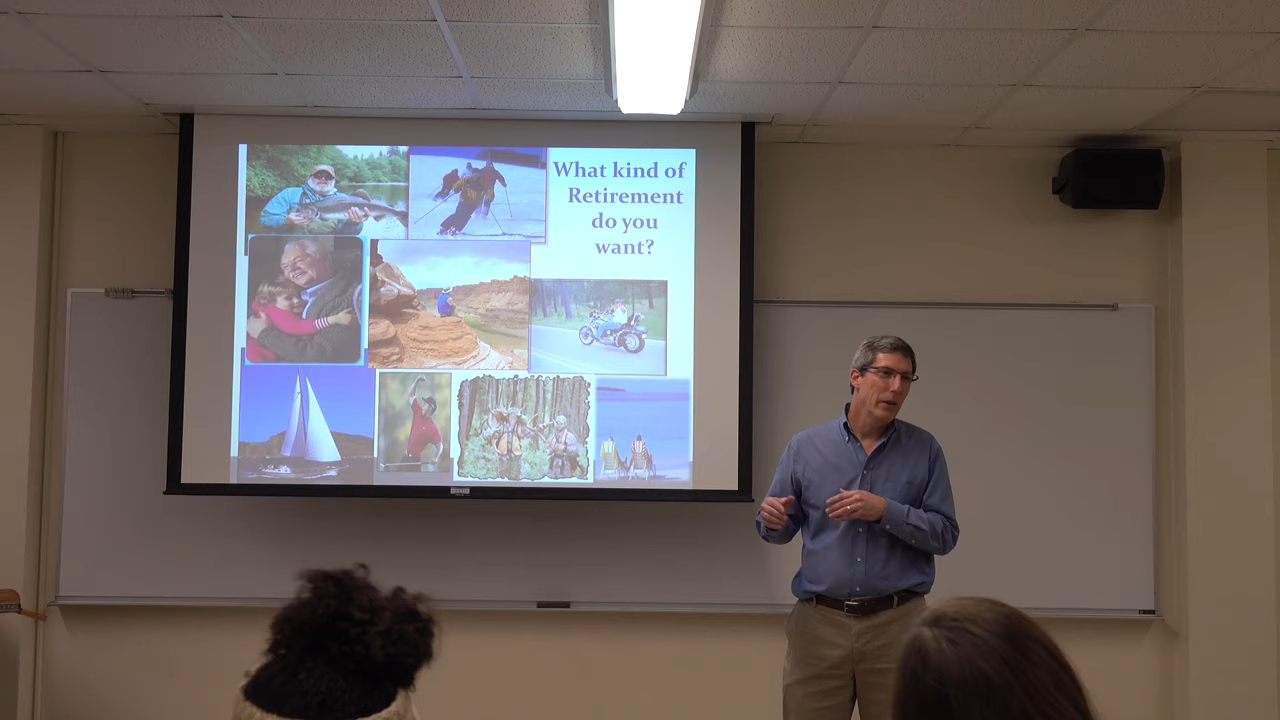 What kind of
Retirement
do you
want?